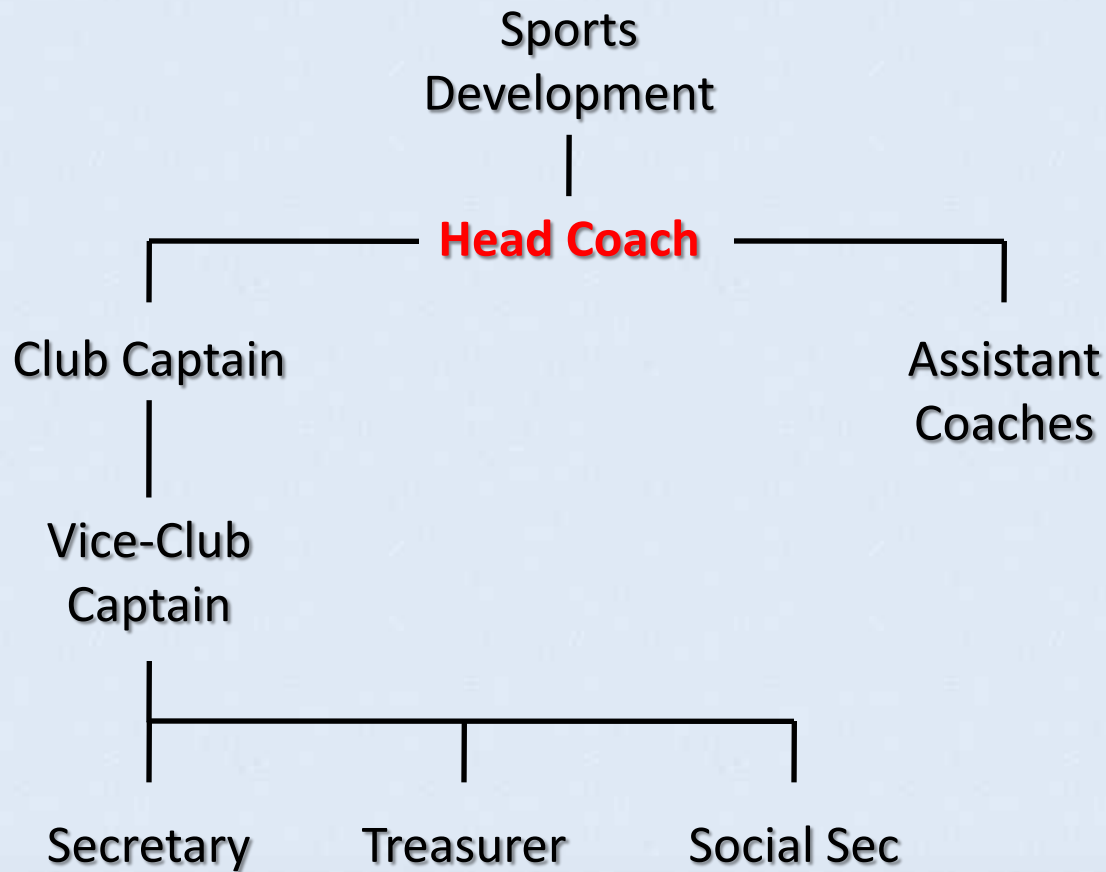 Sports
Development
Head Coach
Club Captain
Assistant
Coaches
Vice-Club
Captain
Secretary
Treasurer
Social Sec